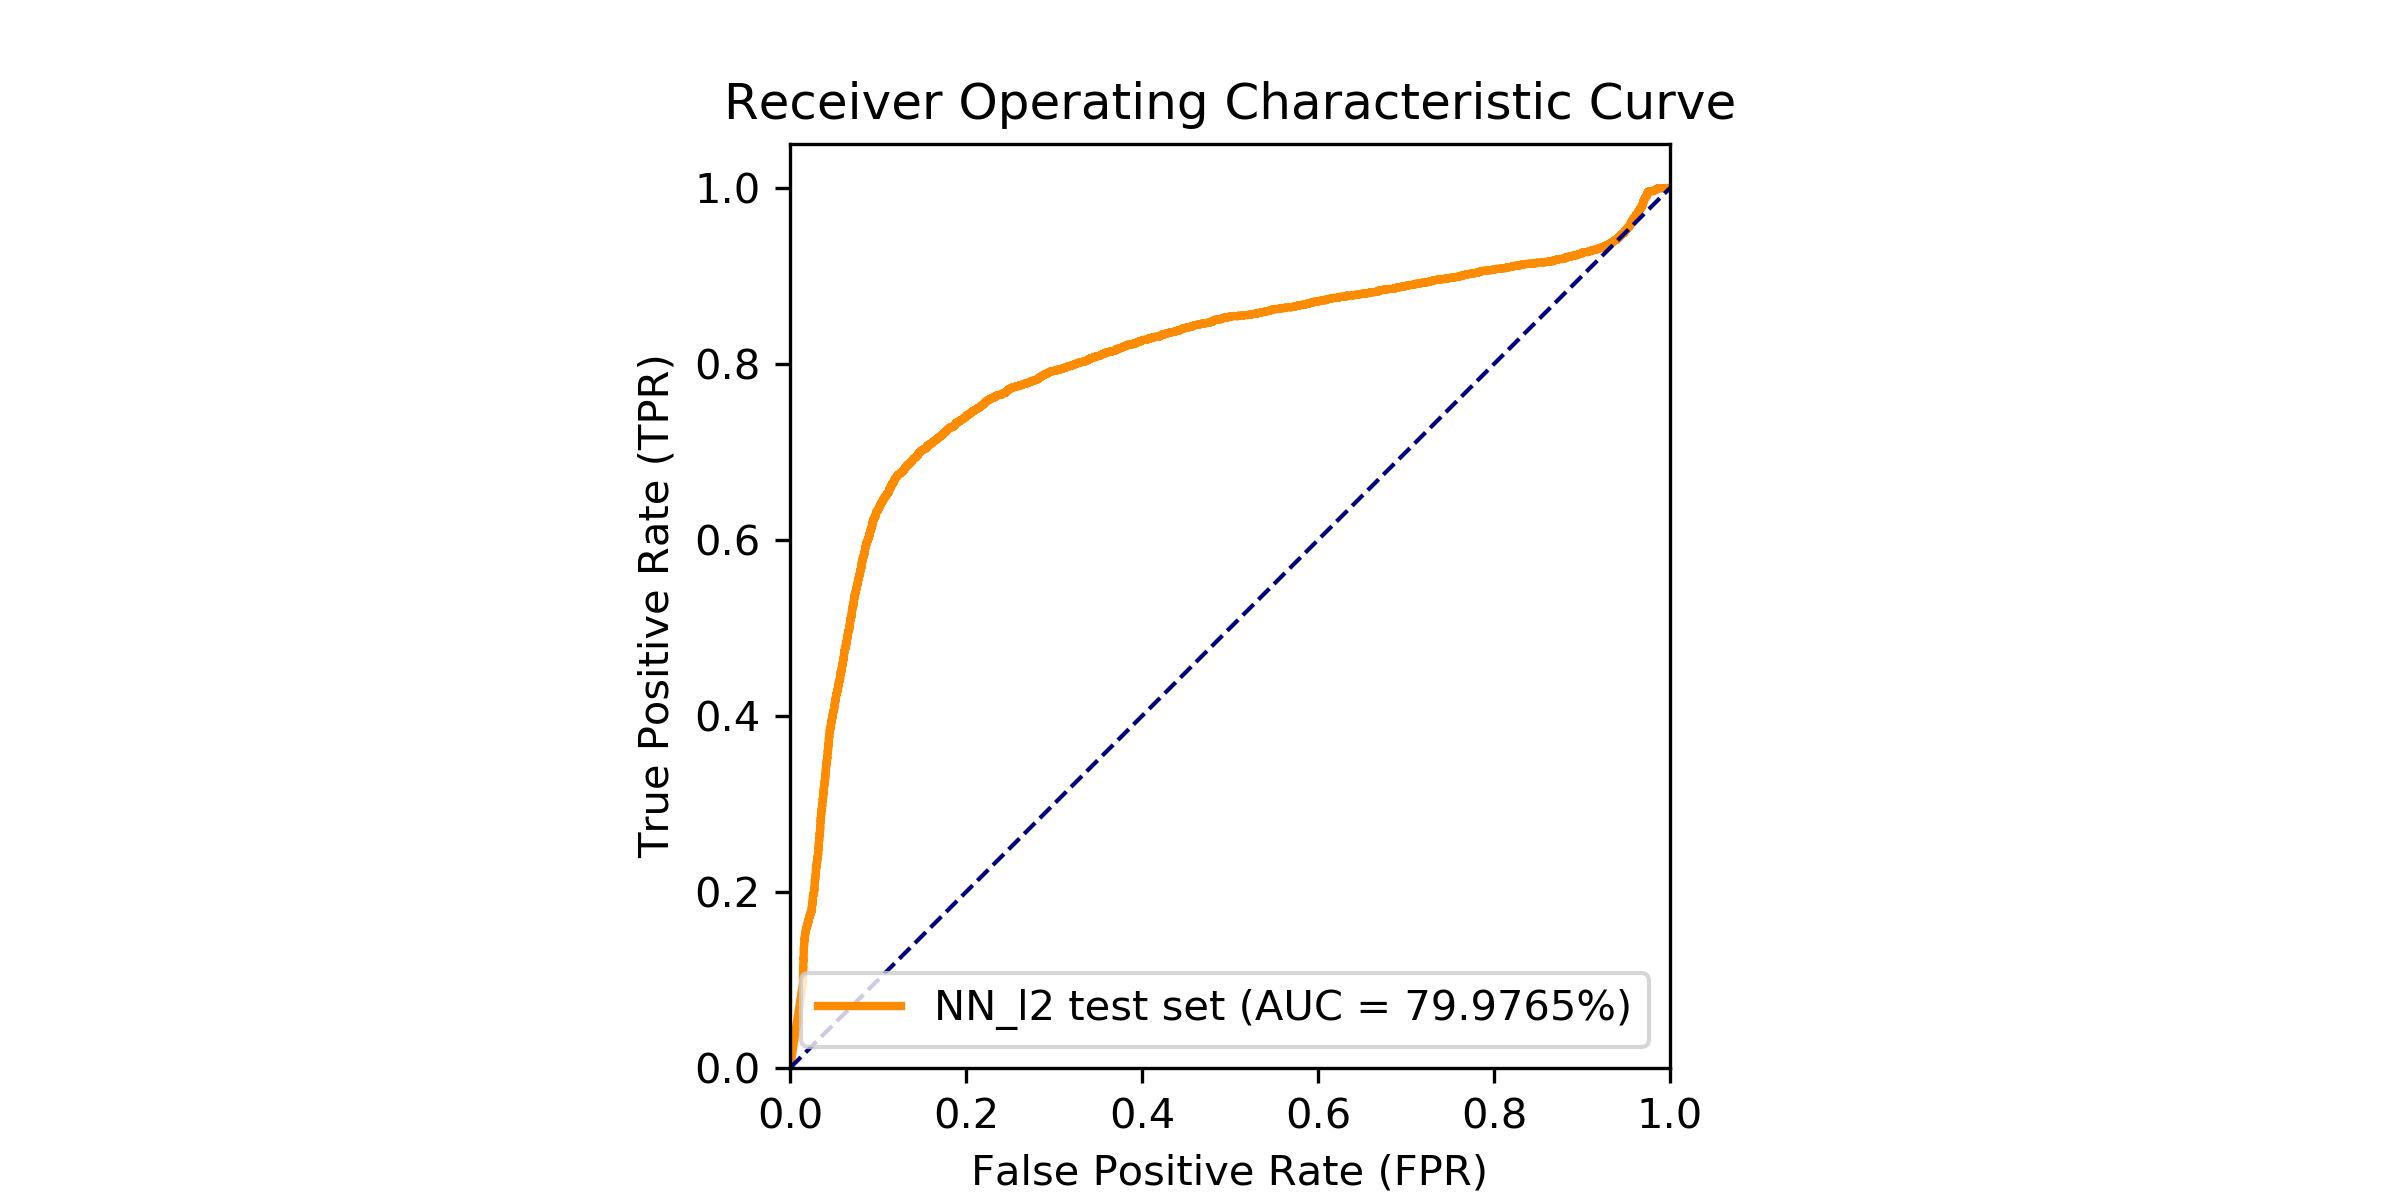 Receiver Operating Characteristic Curve
1.0
0.8
0.6
0.4
0.2
0.0
True Positive Rate (TPR)
NN_l2 test set (AUC = 79.9765%)
0.0 0.2 0.4 0.6 0.8 1.0
False Positive Rate (FPR)